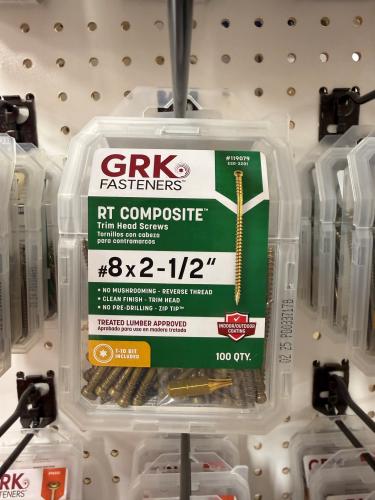 GRK
FASTENERS™
#119079
RT COMPOSITE™
Trim Head Screws
Tornillos con cabeza
para contramarcos
#8 x 2-1/2"
• NO MUSHROOMING - REVERSE THREAD
• CLEAN FINISH - TRIM HEAD
• NO PRE-DRILLING - ZIP TIP™
TREATED LUMBER APPROVED
Aprobado para uso en madera tratada
INDOOR/OUTDOOR
COATING
T-10 BIT
INCLUDED
100 QTY.
GRK
GRK